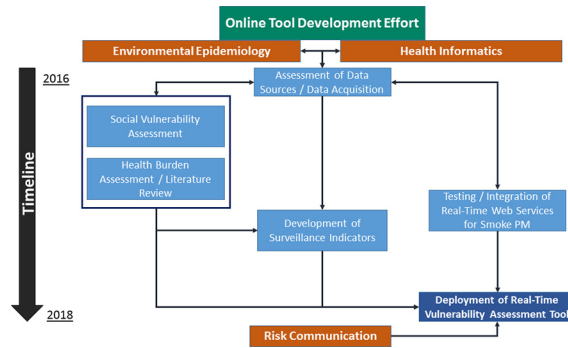 Online Tool Development Effort
Environmental Epidemiology
Health Informatics
Timeline
2016
Assessment of Data
Sources / Data Acquisition
Social Vulnerability
Assessment
Health Burden
Assessment / Literature
Review
Development of
Surveillance Indicators
Testing / Integration of
Real-Time Web Services
for Smoke PM
2018
Deployment of Real-Time
Vulnerability Assessment Tool
Risk Communication